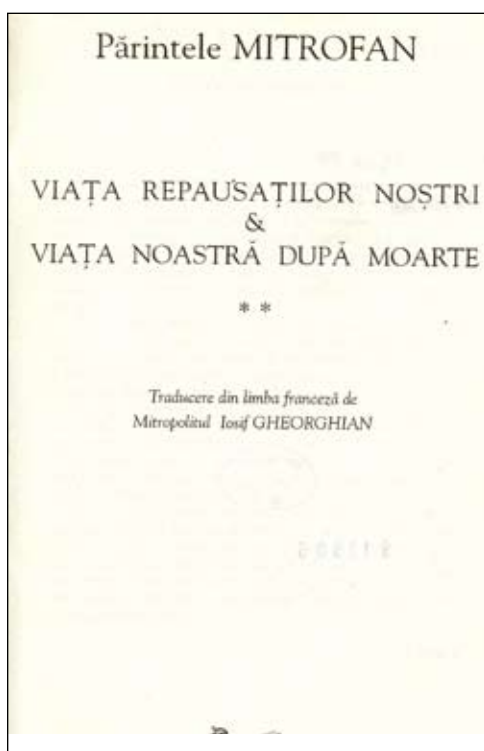 Părintele MITROFAN
VIAȚA REPAUSAȚILOR NOȘTRI
&
VIAȚA NOASTRĂ DUPĂ MOARTE
* *
Traducere din limba franceză de
Mitropolitul Iosif GHEORGHIAN